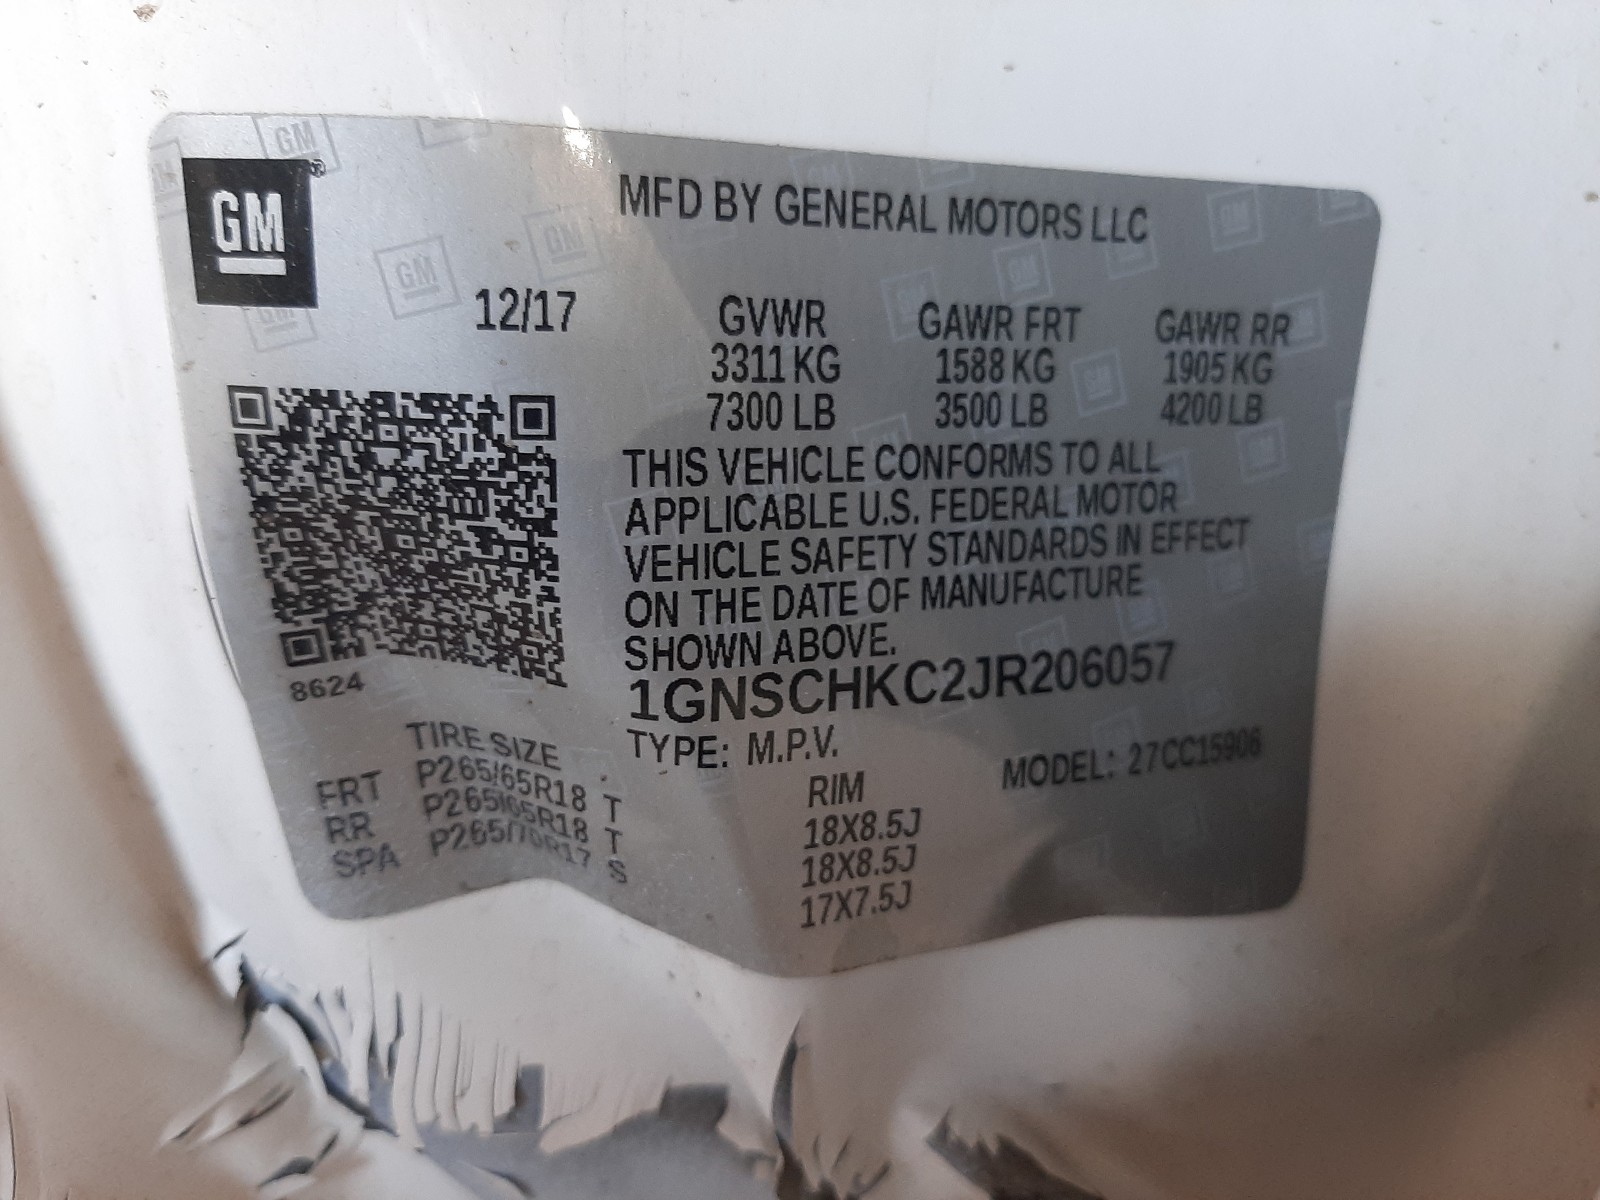 GM
MFD BY GENERAL MOTORS LLC
12/17
GVWR GAWR FRT GAWR RR
3311 KG 1588 KG 1905 KG
7300 LB 3500 LB 4200 LB
THIS VEHICLE CONFORMS TO ALL
APPLICABLE U.S. FEDERAL MOTOR
VEHICLE SAFETY STANDARDS IN EFFECT
ON THE DATE OF MANUFACTURE
SHOWN ABOVE.
8624
1GNSCHKC2JR206057
TYPE: M.P.V. MODEL: 27CC15906
TIRE SIZE RIM
FRT P265/65R18 T 18X8.5J
RR P265/65R18 T 18X8.5J
SPA P265/70R17 S 17X7.5J